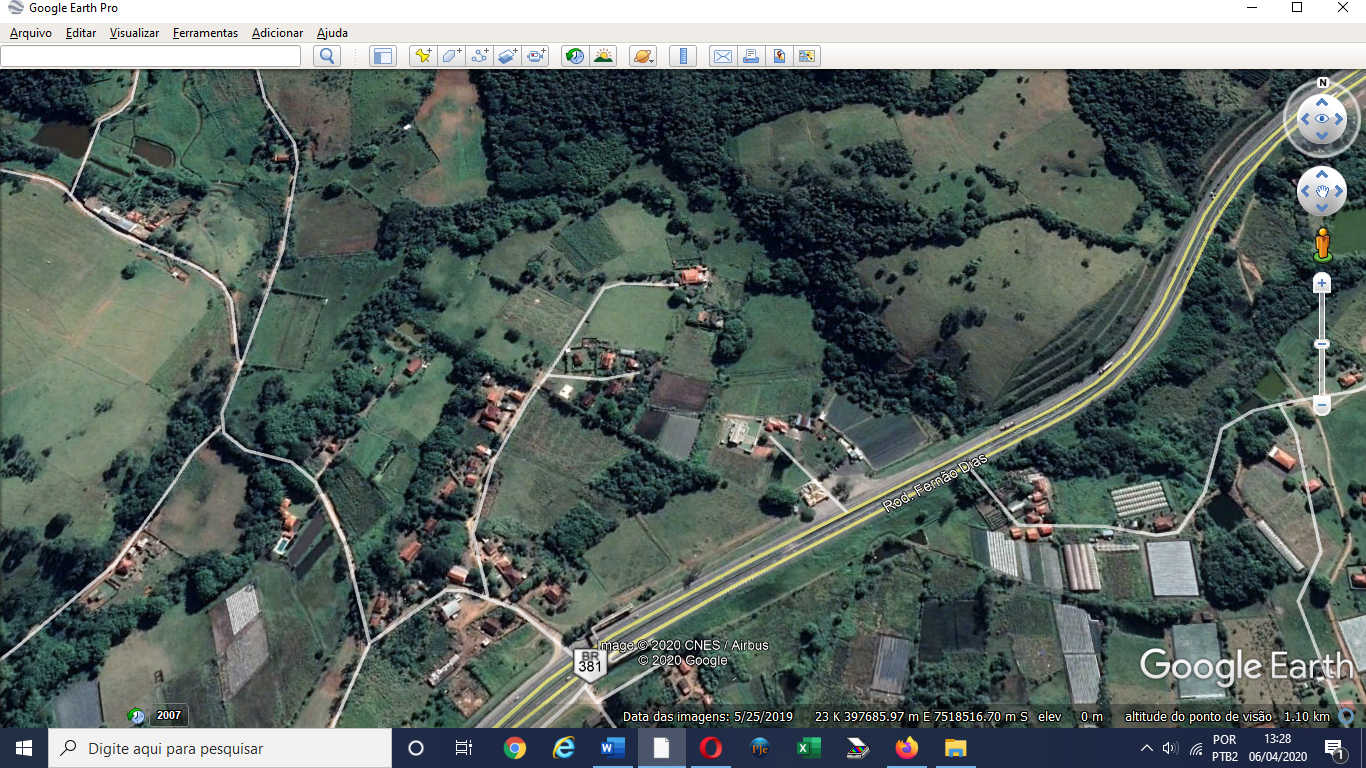 Google Earth Pro
Arquivo Editar Visualizar Ferramentas Adicionar Ajuda
N
Rod. Fernão Dias
BR
381
Image © 2020 CNES / Airbus
© 2020 Google
Google Earth
2007
Data das imagens: 5/25/2019 23 K 397685.97 m E 7518516.70 m S elev 0 m altitude do ponto de visão 1.10 km
Digite aqui para pesquisar
PJe
POR
PTB2
13:28
06/04/2020
1